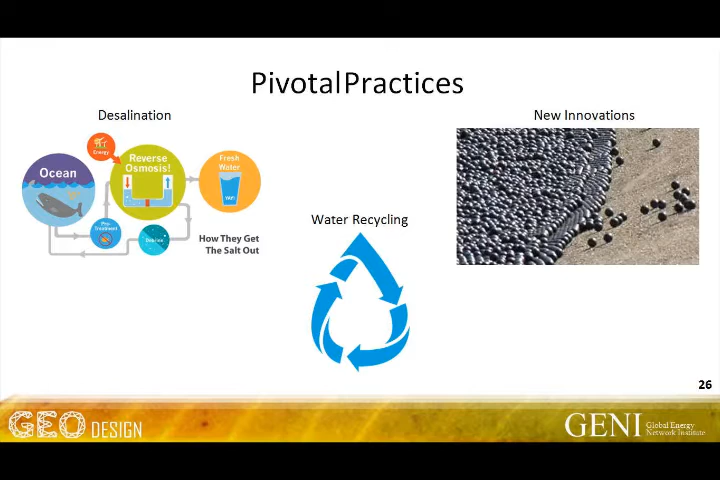 PivotalPractices
Desalination
New Innovations
Energy
Reverse
Osmosis!
Fresh
Water
YAY!
Ocean
Pre-
Treatment
How They Get
The Salt Out
Water Recycling
26
GEO DESIGN
GENI Global Energy
Network Institute